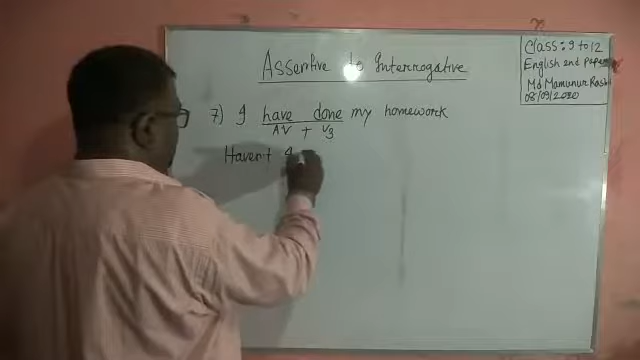 Assertive to Interrogative
Class: 9 to 12
English 2nd Paper
Md Mamunur Rash
08/09/2020
7) I have done my homework
AV + V3
Haven't I